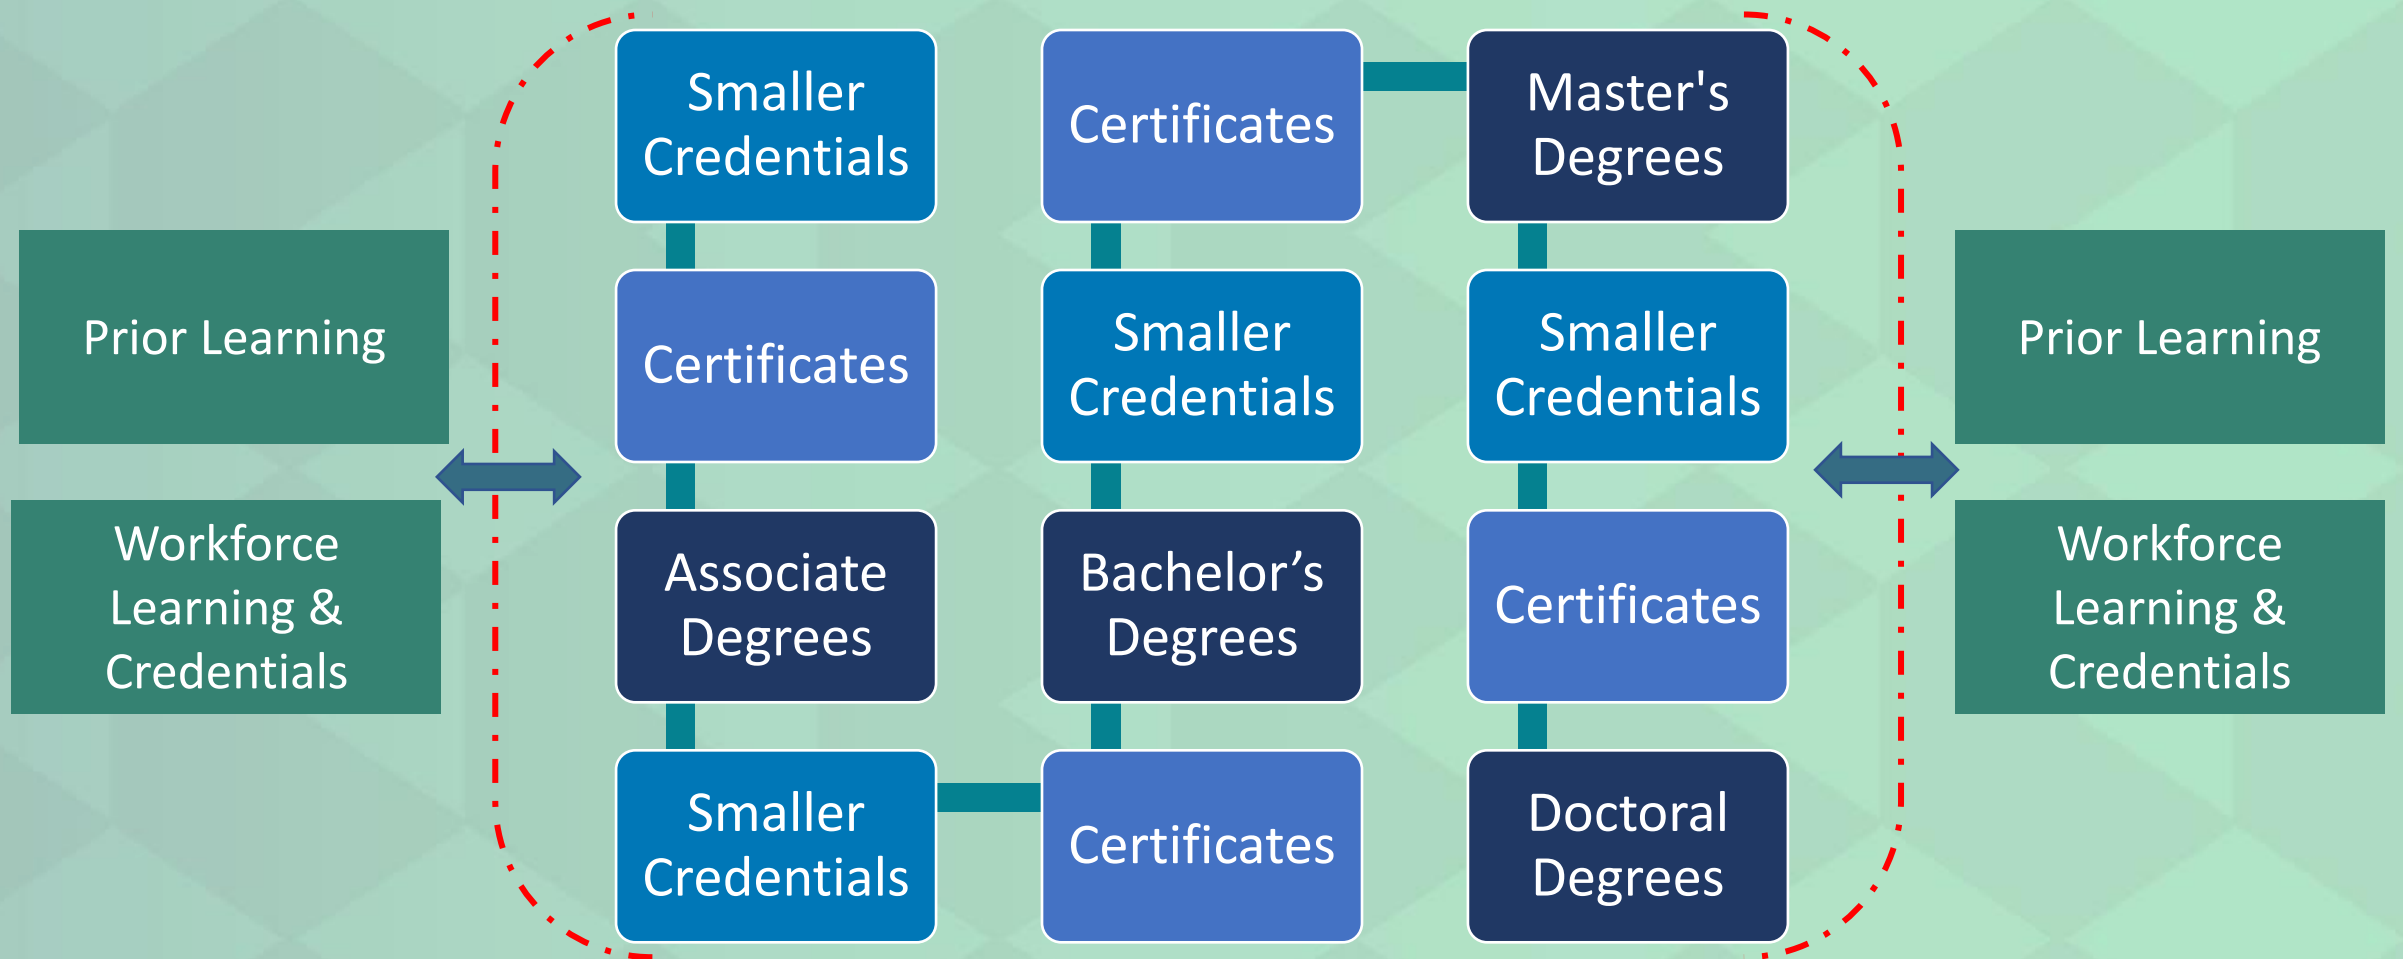 Prior Learning
Workforce
Learning &
Credentials
Smaller
Credentials
Certificates
Associate
Degrees
Smaller
Credentials
Certificates
Smaller
Credentials
Bachelor’s
Degrees
Certificates
Master's
Degrees
Smaller
Credentials
Certificates
Doctoral
Degrees
Prior Learning
Workforce
Learning &
Credentials